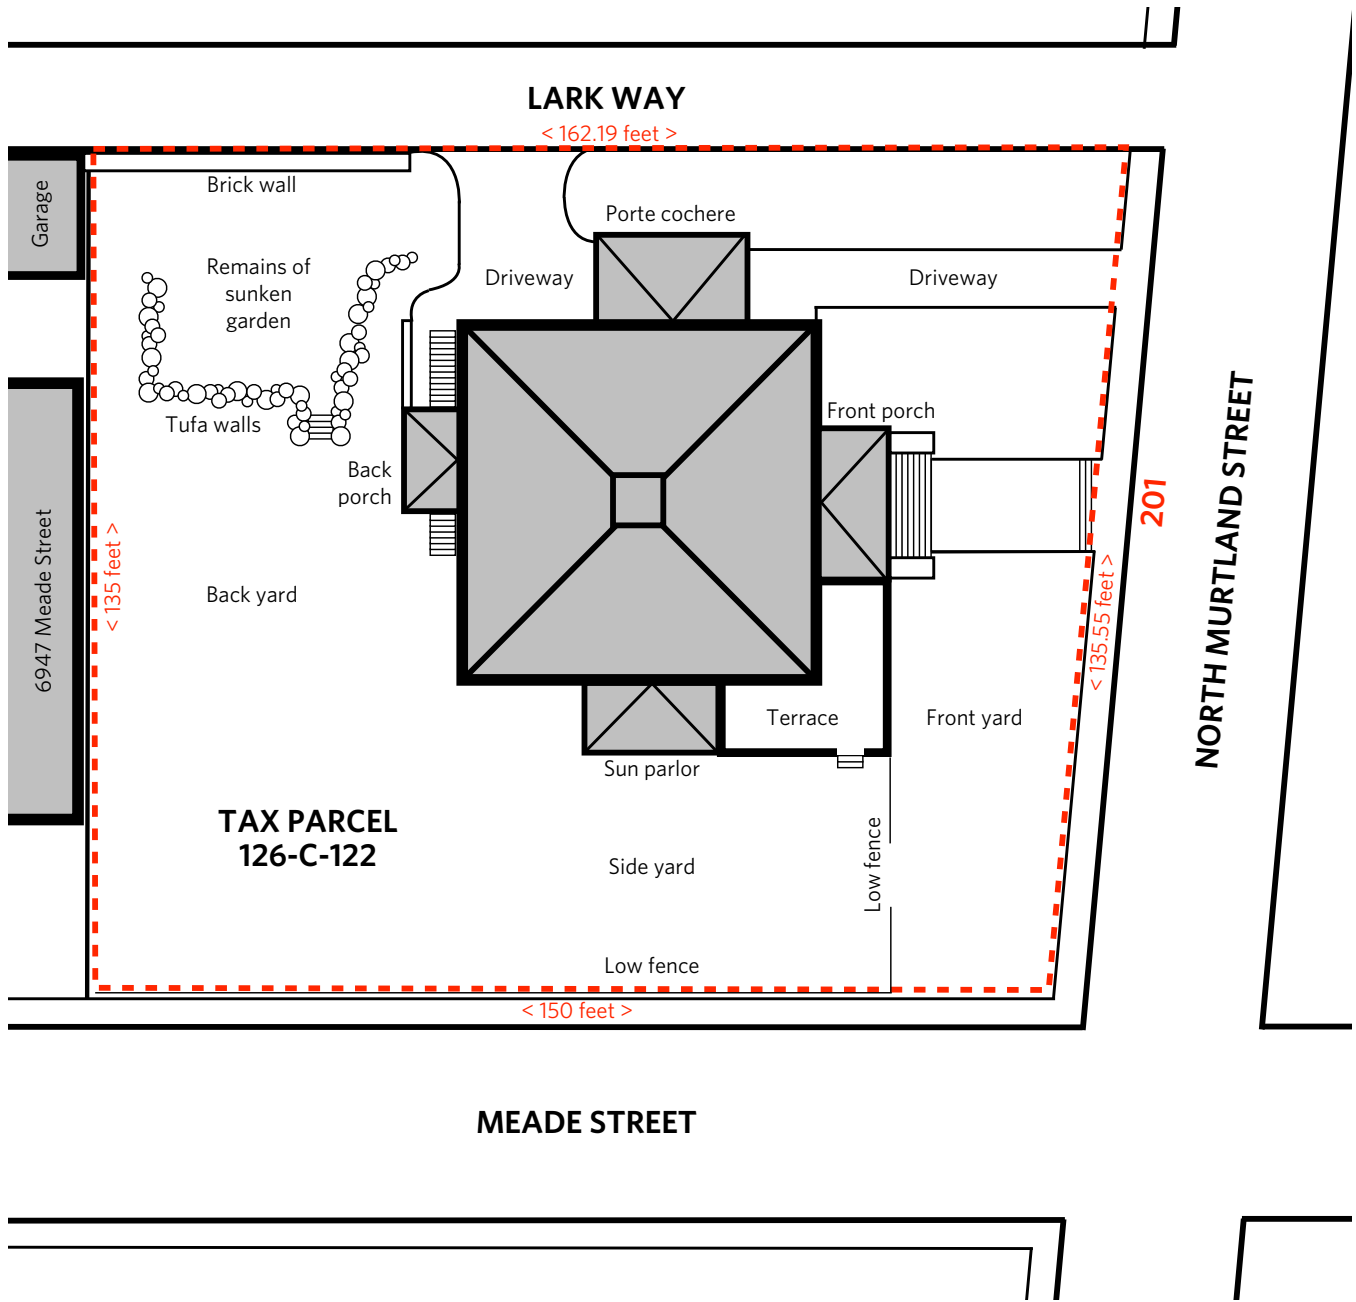 LARK WAY
< 162.19 feet >
Garage
Brick wall
Porte cochere
Remains of
sunken
garden
Driveway
Driveway
Tufa walls
Front porch
Back
porch
201
NORTH MURTLAND STREET
6947 Meade Street
< 135 feet >
Back yard
< 135.55 feet >
Terrace
Front yard
Sun parlor
TAX PARCEL
126-C-122
Side yard
Low fence
Low fence
< 150 feet >
MEADE STREET